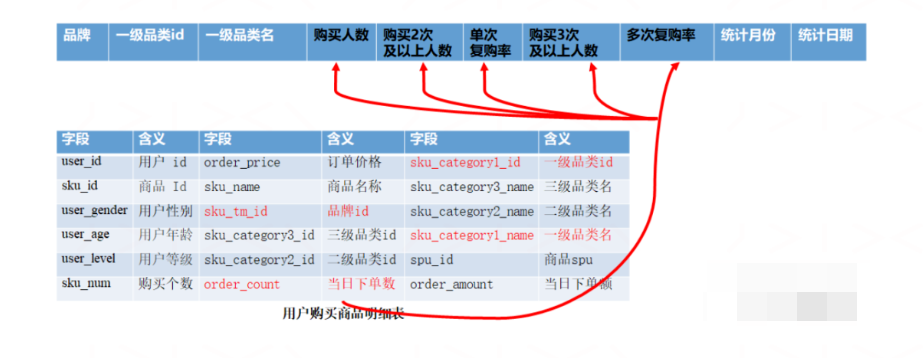 品牌 一级品类id 一级品类名 购买人数 购买2次及以上人数 单次复购率 购买3次及以上人数 多次复购率 统计月份 统计日期
字段 含义 字段 含义 字段 含义
user_id 用户 id order_price 订单价格 sku_category1_id 一级品类id
sku_id 商品 Id sku_name 商品名称 sku_category3_name 三级品类名
user_gender 用户性别 sku_tm_id 品牌id sku_category2_name 二级品类名
user_age 用户年龄 sku_category3_id 三级品类id sku_category1_name 一级品类名
user_level 用户等级 sku_category2_id 二级品类id spu_id 商品spu
sku_num 购买个数 order_count 当日下单数 order_amount 当日下单额
用户购买商品明细表